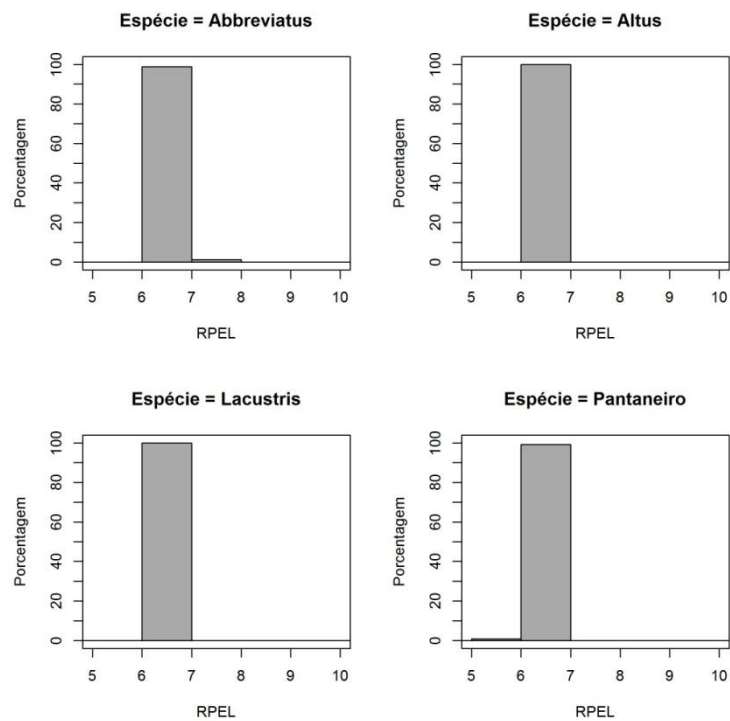 Espécie = Abbreviatus
Porcentagem
0 20 40 60 80 100
5 6 7 8 9 10
RPEL
Espécie = Altus
Porcentagem
0 20 40 60 80 100
5 6 7 8 9 10
RPEL
Espécie = Lacustris
Porcentagem
0 20 40 60 80 100
5 6 7 8 9 10
RPEL
Espécie = Pantaneiro
Porcentagem
0 20 40 60 80 100
5 6 7 8 9 10
RPEL